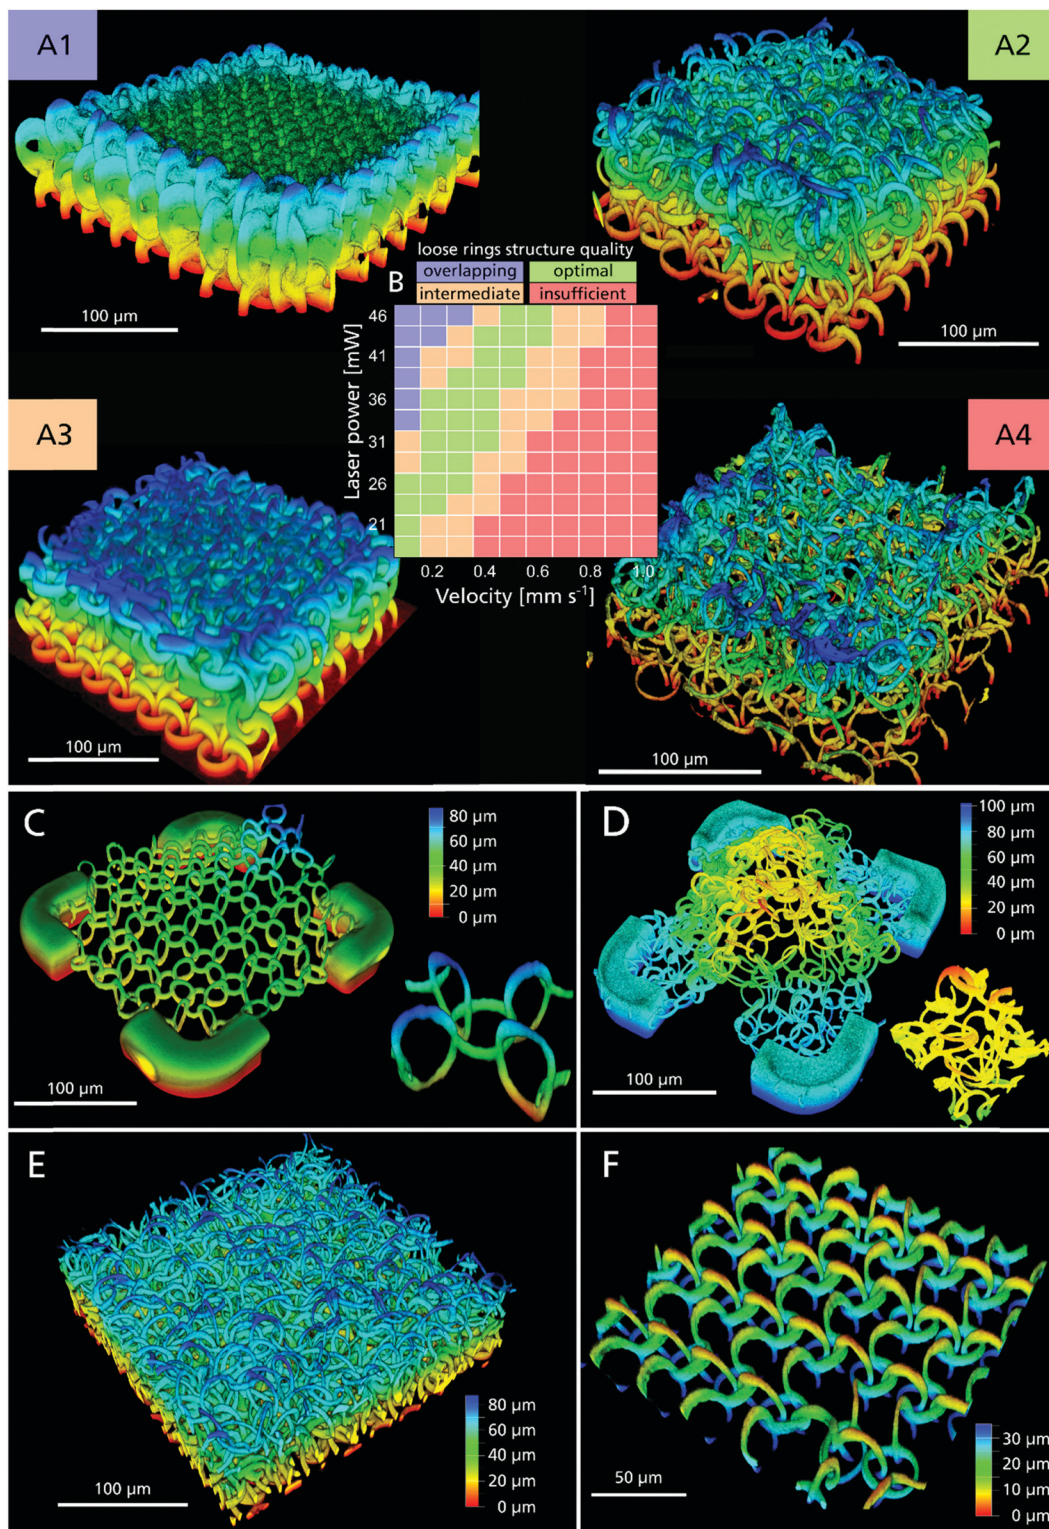 A1
A2
100 µm
100 µm
B
loose rings structure quality
overlapping
optimal
intermediate
insufficient
Laser power [mW]
46
41
36
31
26
21
0.2
0.4
0.6
0.8
1.0
Velocity [mm s⁻¹]
A3
A4
100 µm
100 µm
C
80 µm
60 µm
40 µm
20 µm
0 µm
100 µm
D
100 µm
80 µm
60 µm
40 µm
20 µm
0 µm
100 µm
E
80 µm
60 µm
40 µm
20 µm
0 µm
100 µm
F
30 µm
20 µm
10 µm
0 µm
50 µm